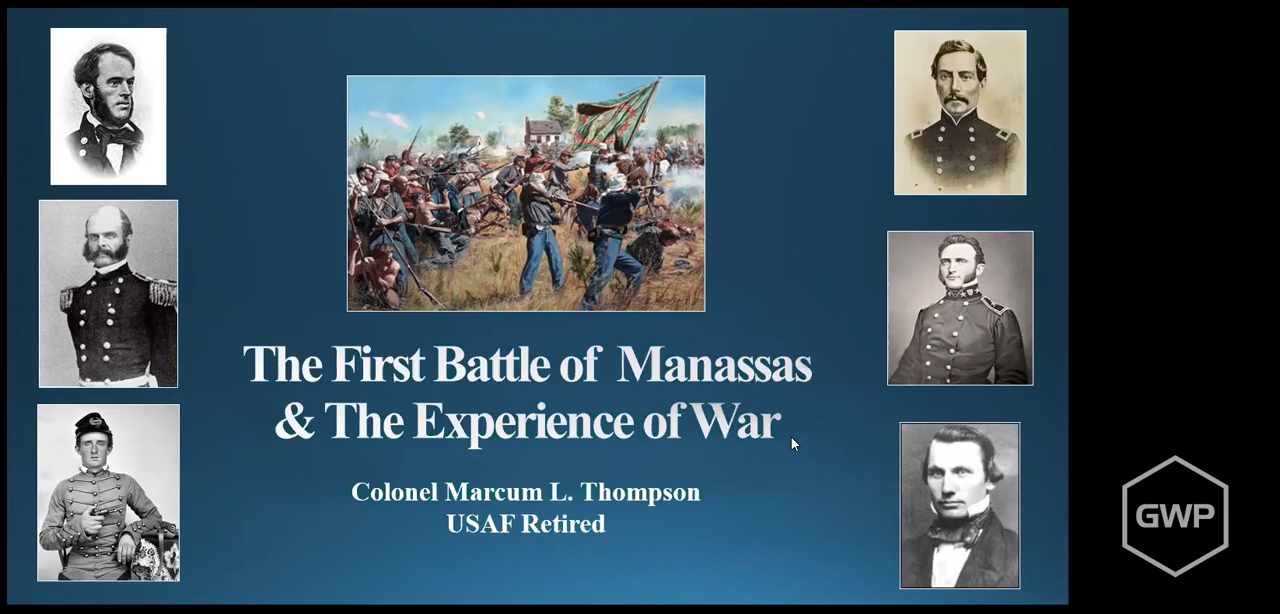 The First Battle of Manassas
& The Experience of War
Colonel Marcum L. Thompson
USAF Retired
GWP